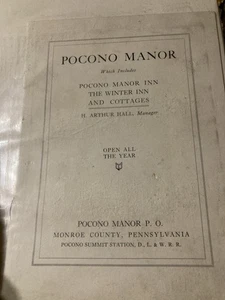 POCONO MANOR
Which Includes
POCONO MANOR INN
THE WINTER INN
AND COTTAGES
H. ARTHUR HALL, Manager
OPEN ALL
THE YEAR
POCONO MANOR P. O.
MONROE COUNTY, PENNSYLVANIA
POCONO SUMMIT STATION, D., L. & W. R. R.